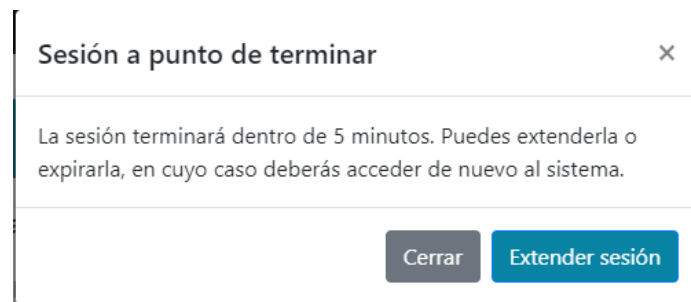 Sesión a punto de terminar
×
La sesión terminará dentro de 5 minutos. Puedes extenderla o
expirarla, en cuyo caso deberás acceder de nuevo al sistema.
Cerrar
Extender sesión